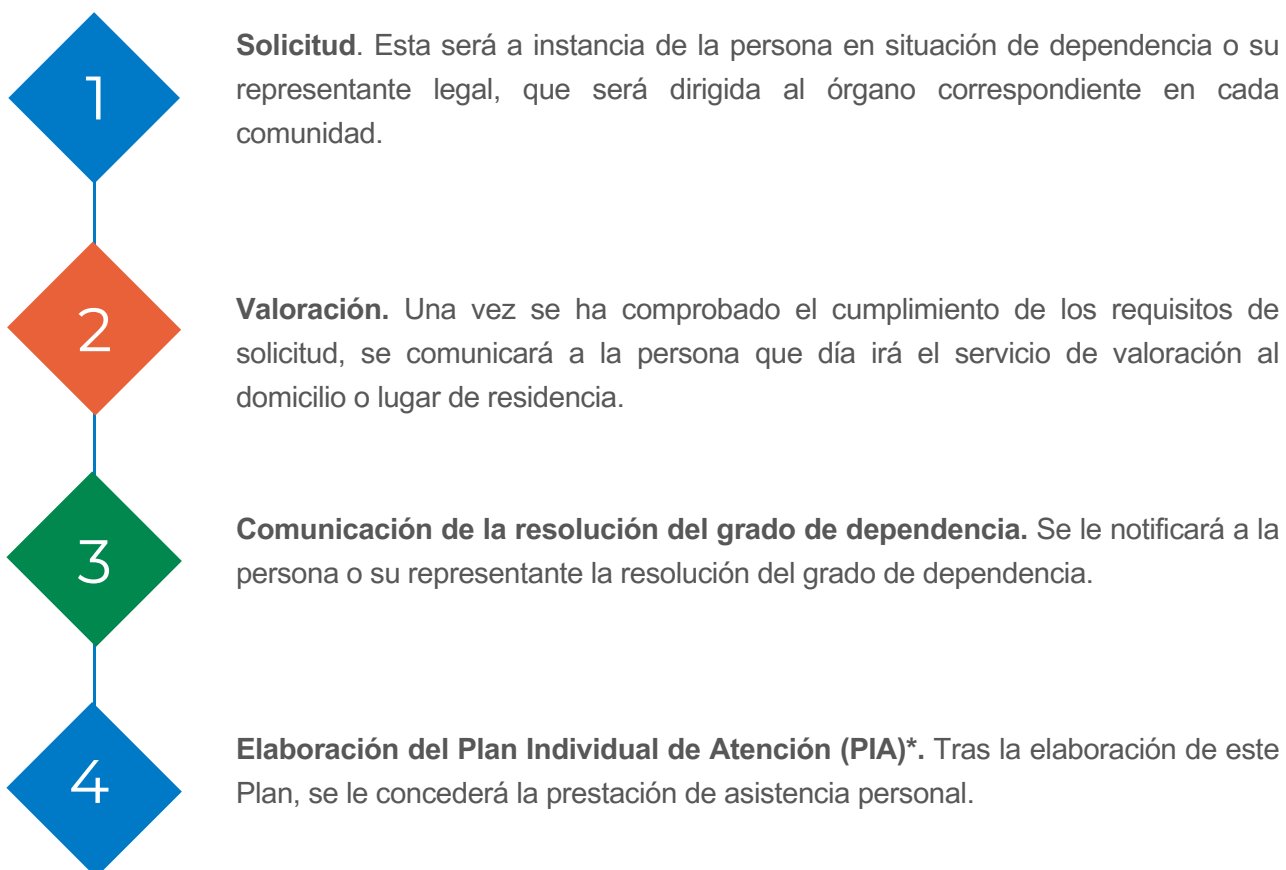 1
Solicitud. Esta será a instancia de la persona en situación de dependencia o su
representante legal, que será dirigida al órgano correspondiente en cada
comunidad.
2
Valoración. Una vez se ha comprobado el cumplimiento de los requisitos de
solicitud, se comunicará a la persona que día irá el servicio de valoración al
domicilio o lugar de residencia.
3
Comunicación de la resolución del grado de dependencia. Se le notificará a la
persona o su representante la resolución del grado de dependencia.
4
Elaboración del Plan Individual de Atención (PIA)*. Tras la elaboración de este
Plan, se le concederá la prestación de asistencia personal.